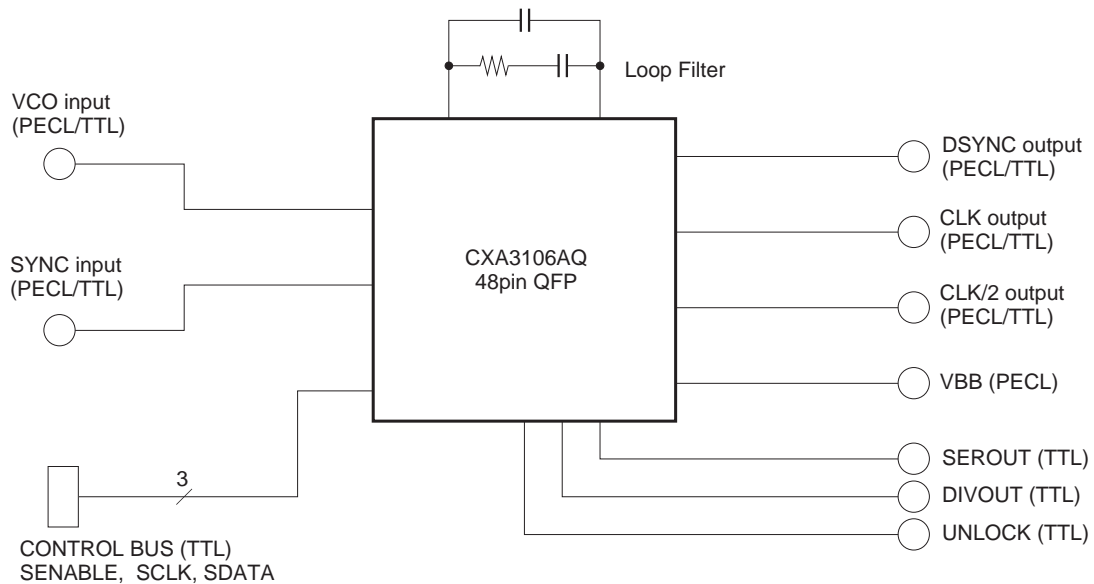 Loop Filter
VCO input
(PECL/TTL)
DSYNC output
(PECL/TTL)
CLK output
(PECL/TTL)
CXA3106AQ
48pin QFP
SYNC input
(PECL/TTL)
CLK/2 output
(PECL/TTL)
VBB (PECL)
SEROUT (TTL)
3
DIVOUT (TTL)
UNLOCK (TTL)
CONTROL BUS (TTL)
SENABLE, SCLK, SDATA